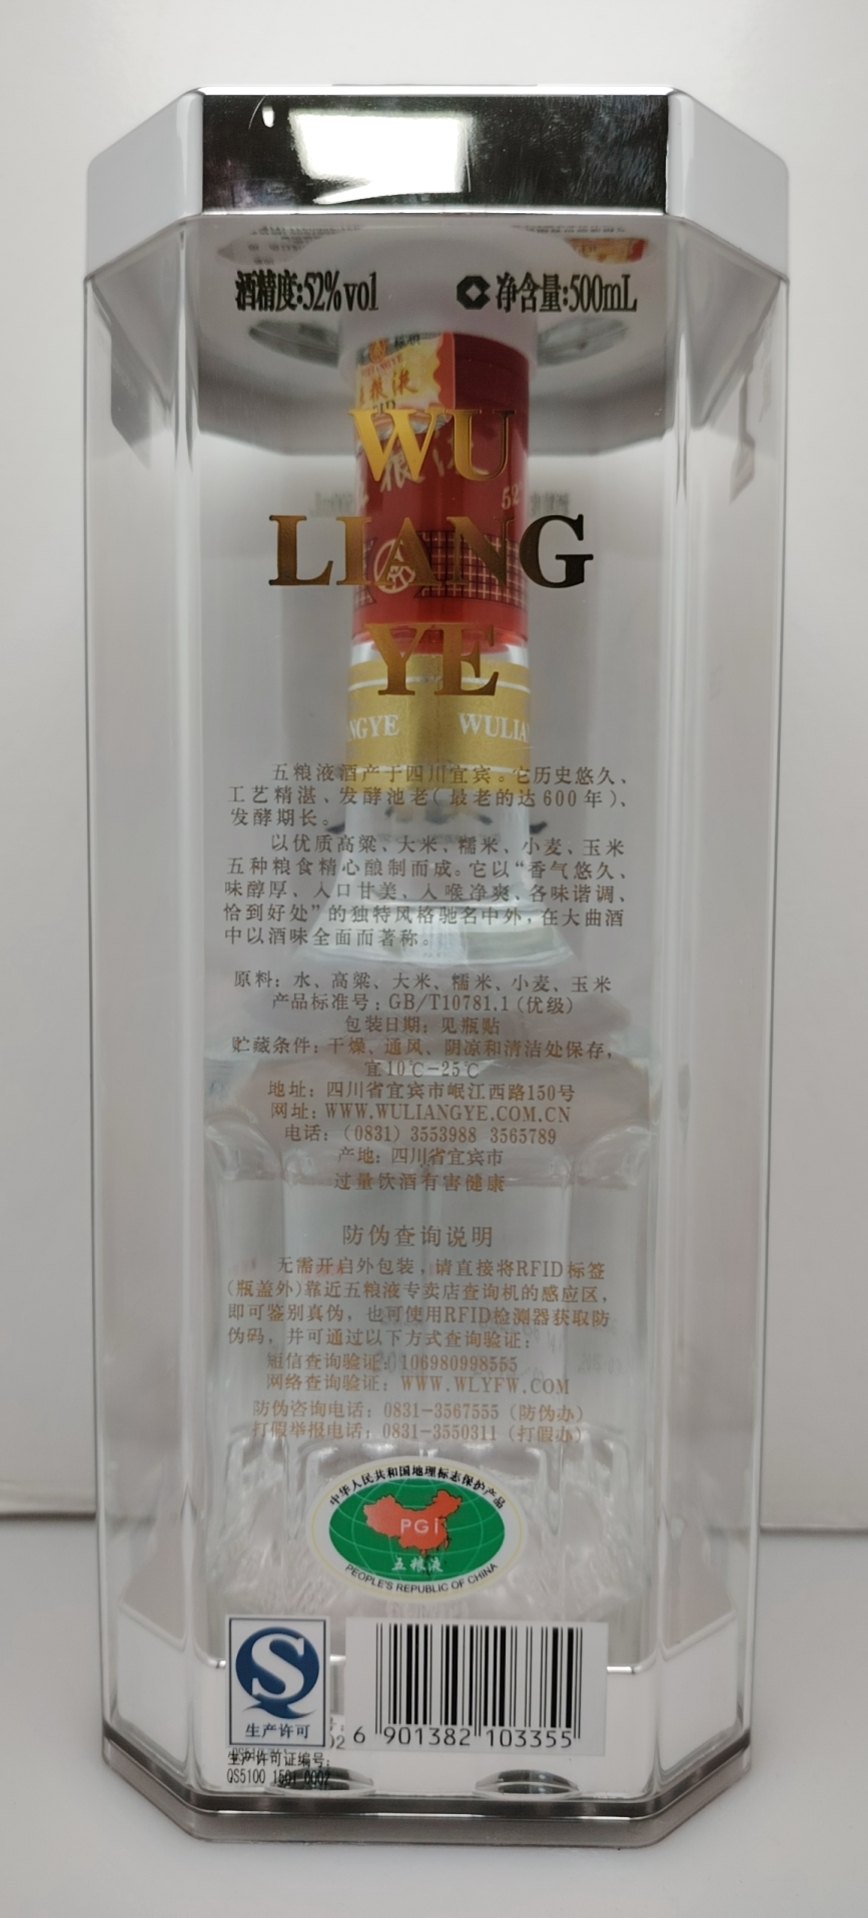 酒精度:52%vol 净含量:500mL
五粮液
WU
52
LIANG
YE
NGYE WULIA
五粮液酒产于四川宜宾。它历史悠久、
工艺精湛、发酵池老(最老的达600年)、
发酵期长。
以优质高粱、大米、糯米、小麦、玉米
五种粮食精心酿制而成。它以“香气悠久、
味醇厚、入口甘美、入喉净爽、各味谐调、
恰到好处”的独特风格驰名中外，在大曲酒
中以酒味全面而著称。
原料：水、高粱、大米、糯米、小麦、玉米
产品标准号：GB/T10781.1(优级)
包装日期：见瓶贴
贮藏条件：干燥、通风、阴凉和清洁处保存，
宜10℃-25℃
地址：四川省宜宾市岷江西路150号
网址：WWW.WULIANGYE.COM.CN
电话：(0831) 3553988 3565789
产地：四川省宜宾市
过量饮酒有害健康
防伪查询说明
无需开启外包装，请直接将RFID标签
(瓶盖外)靠近五粮液专卖店查询机的感应区，
即可鉴别真伪，也可使用RFID检测器获取防
伪码，并可通过以下方式查询验证：
短信查询验证：106980998555
网络查询验证：WWW.WLYFW.COM
防伪咨询电话：0831-3567555 (防伪办)
打假举报电话：0831-3550311 (打假办)
中华人民共和国地理标志保护产品
PGi
五粮液
PEOPLE'S REPUBLIC OF CHINA
生产许可
6 901382 103355
生产许可证编号:
QS5100 1501 0002